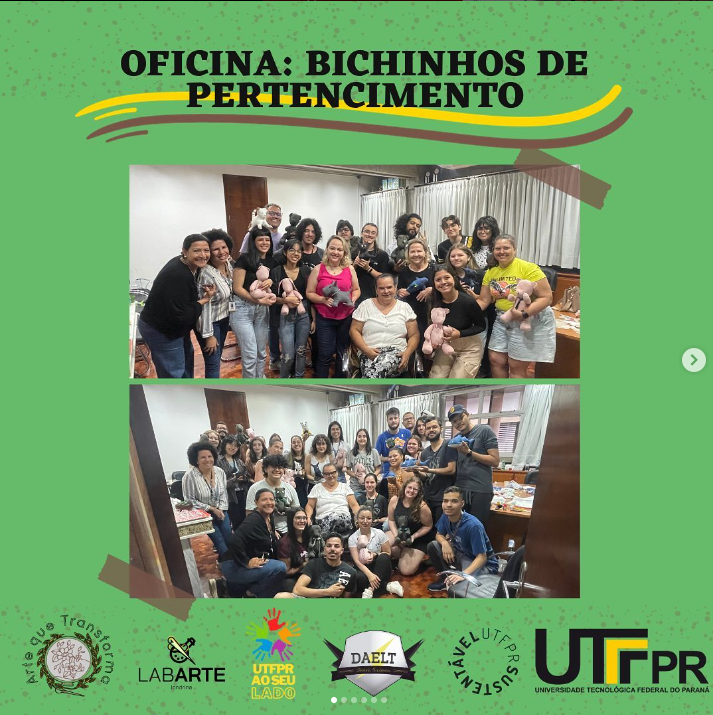 OFICINA: BICHINHOS DE
PERTENCIMENTO
Arte que Transforma
LABARTE
londrina
UTFPR
AO SEU
LADO
DAELT
SUSTENTÁVEL UTFPR
UTFPR
UNIVERSIDADE TECNOLÓGICA FEDERAL DO PARANÁ